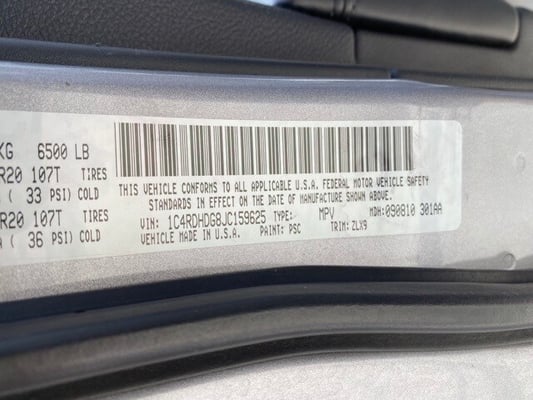 KG 6500 LB
R20 107T TIRES
( 33 PSI) COLD
R20 107T TIRES
( 36 PSI) COLD
THIS VEHICLE CONFORMS TO ALL APPLICABLE U.S.A. FEDERAL MOTOR VEHICLE SAFETY
STANDARDS IN EFFECT ON THE DATE OF MANUFACTURE SHOWN ABOVE.
VIN: 1C4RDHDG8JC159625 TYPE: MPV MDH: 090810 301AA
VEHICLE MADE IN U.S.A. PAINT: PSC TRIM: ZLX9